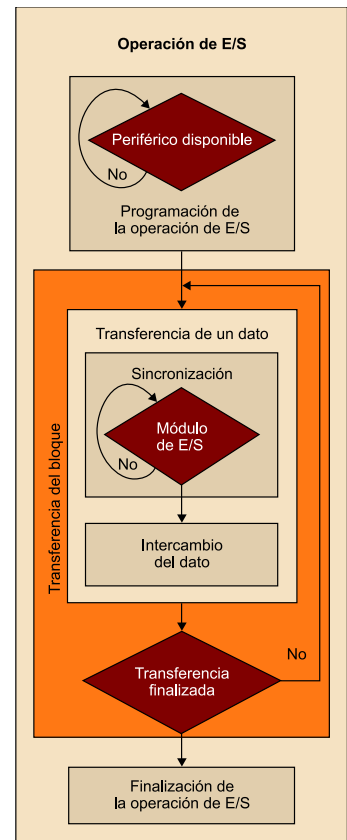 Operación de E/S
Periférico disponible
No
Programación de
la operación de E/S
Transferencia del bloque
Transferencia de un dato
Sincronización
Módulo
de E/S
No
Intercambio
del dato
No
Transferencia
finalizada
Finalización de
la operación de E/S